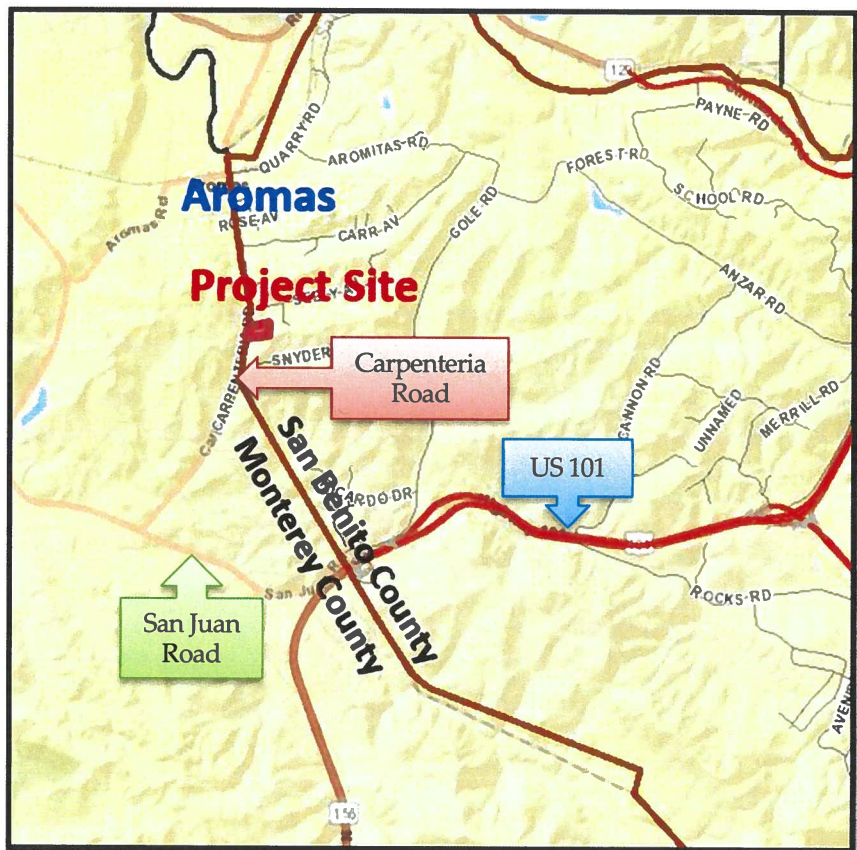 129
PAYNE-RD
QUARRY-RD
AROMITAS-RD
FOREST-RD
SCHOOL-RD
Aromas
Aromas Rd
ROSE-AV
CARR-AV
GOLE-RD
ANZAR-RD
Project Site
SNYDER
Carpenteria
Road
CANNON-RD
UNNAMED
MERRILL-RD
US 101
San Benito County
Monterey County
San Juan
Road
ROCKS-RD
156